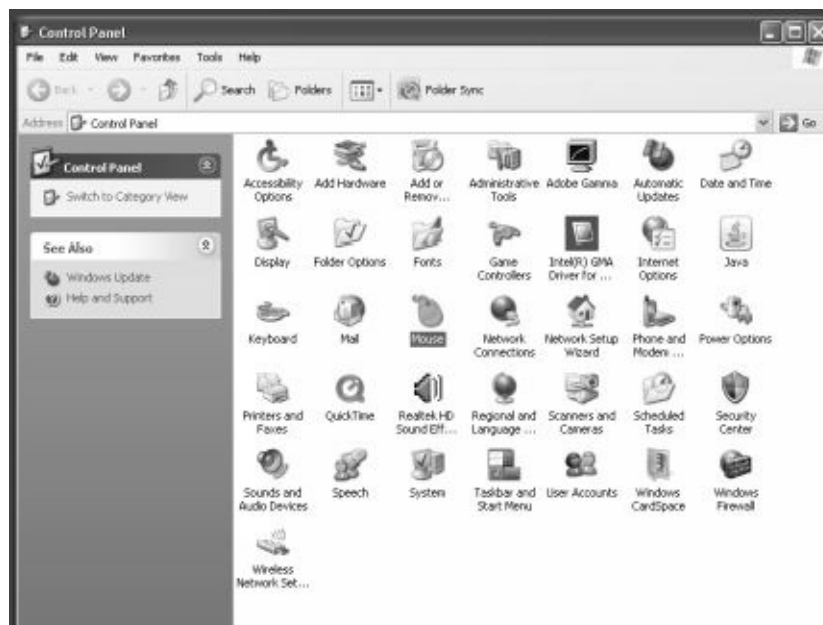 Control Panel
File Edit View Favorites Tools Help
Back Search Folders Folder Sync
Address Control Panel Go
Control Panel
Switch to Category View
See Also
Windows Update
Help and Support
Accessibility Options
Add Hardware
Add or Remov...
Administrative Tools
Adobe Gamma
Automatic Updates
Date and Time
Display
Folder Options
Fonts
Game Controllers
Intel(R) GMA Driver for ...
Internet Options
Java
Keyboard
Mail
Mouse
Network Connections
Network Setup Wizard
Phone and Modem ...
Power Options
Printers and Faxes
QuickTime
Realtek HD Sound Eff...
Regional and Language ...
Scanners and Cameras
Scheduled Tasks
Security Center
Sounds and Audio Devices
Speech
System
Taskbar and Start Menu
User Accounts
Windows CardSpace
Windows Firewall
Wireless Network Set...